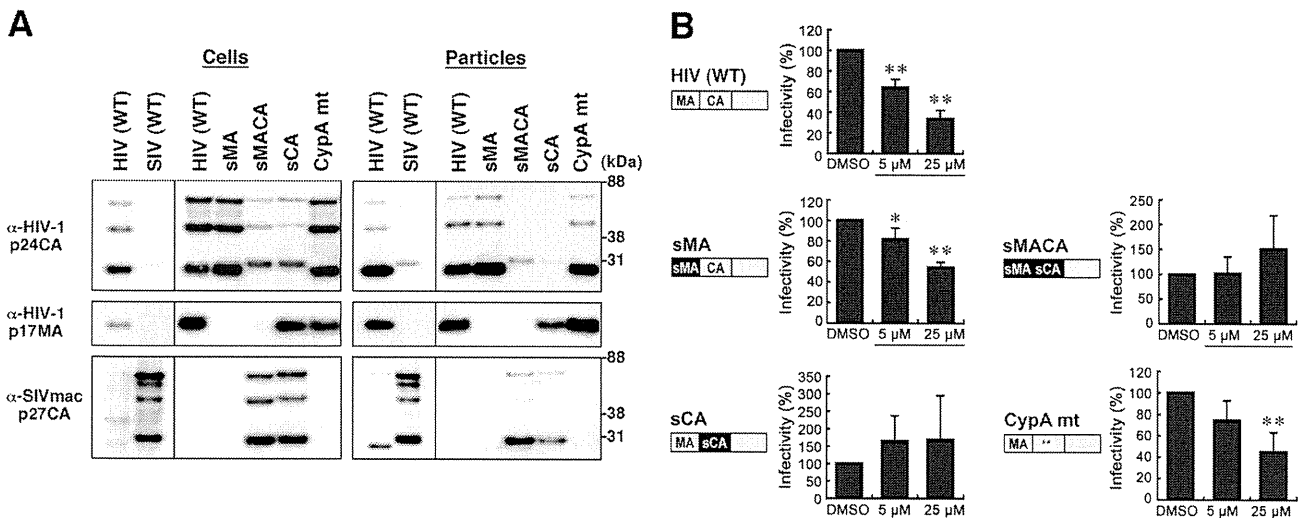 A
Cells
Particles
HIV (WT)
SIV (WT)
HIV (WT)
sMA
sMACA
sCA
CypA mt
HIV (WT)
SIV (WT)
HIV (WT)
sMA
sMACA
sCA
CypA mt
(kDa)
α-HIV-1
p24CA
88
38
31
α-HIV-1
p17MA
α-SIVmac
p27CA
88
38
31
B
HIV (WT)
MA CA
Infectivity (%)
120
100
80
60
40
20
0
** **
DMSO 5 µM 25 µM
sMA
sMA CA
Infectivity (%)
120
100
80
60
40
20
0
* **
DMSO 5 µM 25 µM
sMACA
sMA sCA
Infectivity (%)
250
200
150
100
50
0
DMSO 5 µM 25 µM
sCA
MA sCA
Infectivity (%)
350
300
250
200
150
100
50
0
DMSO 5 µM 25 µM
CypA mt
MA **
Infectivity (%)
120
100
80
60
40
20
0
**
DMSO 5 µM 25 µM